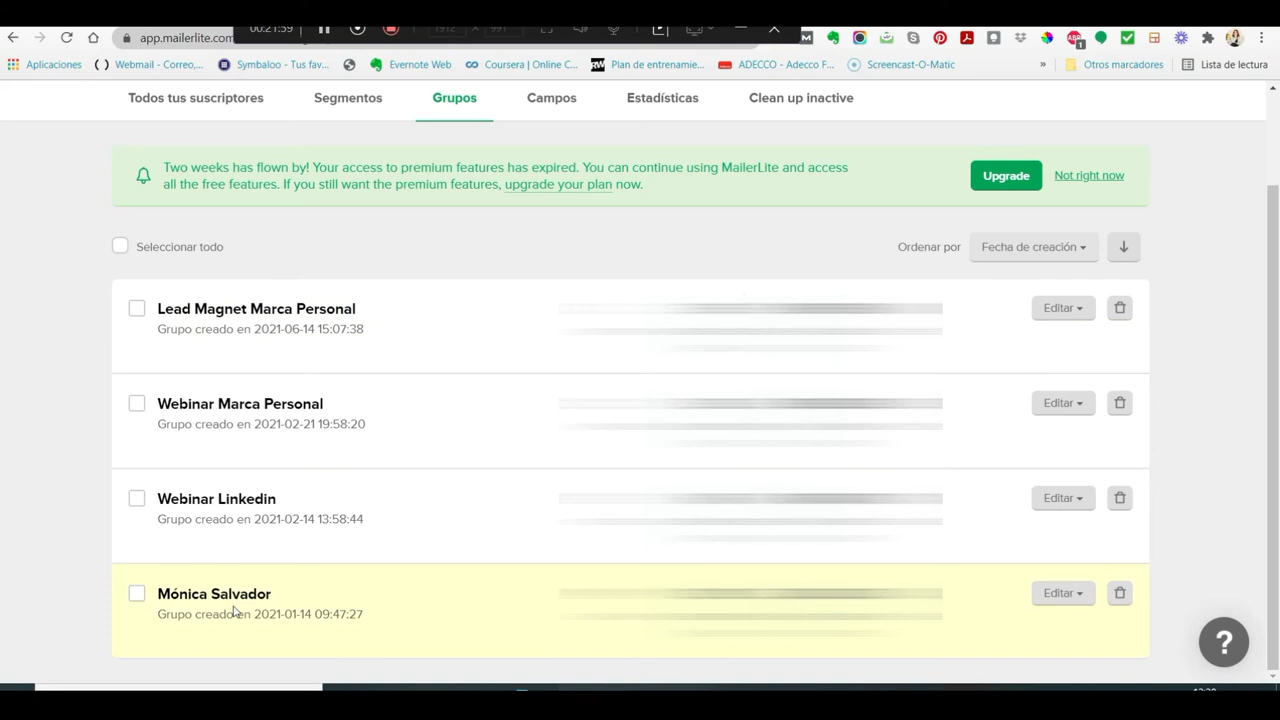 00:21:59
1912
991
app.mailerlite.com
Aplicaciones
Webmail - Correo,...
Symbaloo - Tus fav...
Evernote Web
Coursera | Online C...
RW
Plan de entrenamie...
ADECCO - Adecco F...
Screencast-O-Matic
»
Otros marcadores
Lista de lectura
Todos tus suscriptores
Segmentos
Grupos
Campos
Estadísticas
Clean up inactive
Two weeks has flown by! Your access to premium features has expired. You can continue using MailerLite and access
all the free features. If you still want the premium features, upgrade your plan now.
Upgrade
Not right now
Seleccionar todo
Ordenar por
Fecha de creación
Lead Magnet Marca Personal
Grupo creado en 2021-06-14 15:07:38
Editar
Webinar Marca Personal
Grupo creado en 2021-02-21 19:58:20
Editar
Webinar Linkedin
Grupo creado en 2021-02-14 13:58:44
Editar
Mónica Salvador
Grupo creado en 2021-01-14 09:47:27
Editar
?